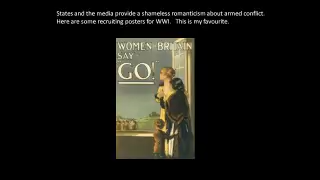 States and the media provide a shameless romanticism about armed conflict.
Here are some recruiting posters for WWI. This is my favourite.
WOMEN OF BRITAIN
SAY-
"GO!"